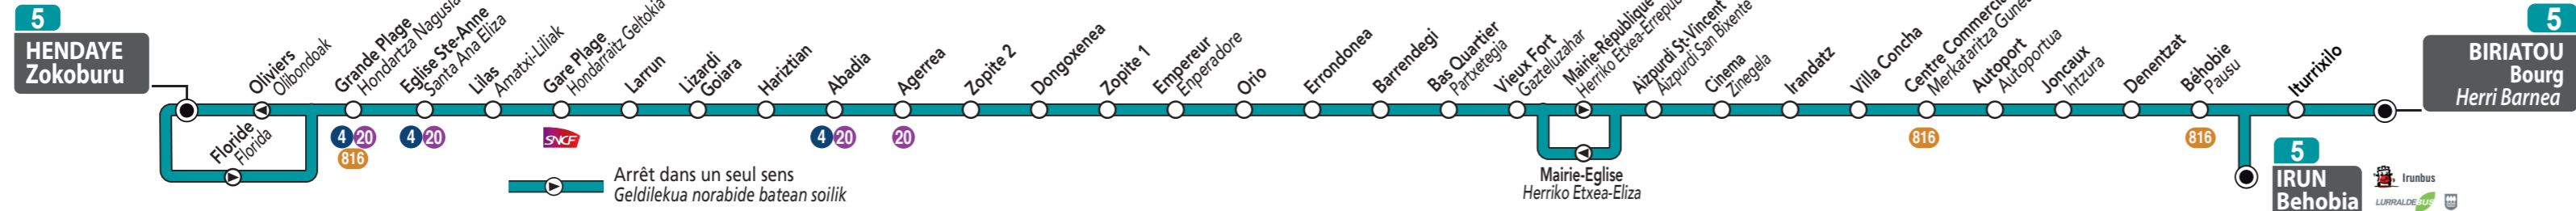 5
HENDAYE
Zokoburu
Oliviers
Olibondoak
Floride
Florida
Grande Plage
Hondartza Nagusia
4 20
816
Eglise Ste-Anne
Santa Ana Eliza
4 20
Lilas
Amatxi-Liliak
Gare Plage
Hondarraitz Geltokia
SNCF
Larrun
Lizardi
Goiara
Hariztian
Abadia
4 20
Agerrea
20
Zopite 2
Dongoxenea
Zopite 1
Empereur
Enperadore
Orio
Errondonea
Barrendegi
Bas Quartier
Partxetegia
Vieux Fort
Gazteluzahar
Mairie-République
Herriko Etxea-Errepu
Mairie-Eglise
Herriko Etxea-Eliza
Aizpurdi St-Vincent
Aizpurdi San Bixente
Cinema
Zinegela
Irandatz
Villa Concha
Centre Commercia
Merkataritza Gune
816
Autoport
Autoportua
Joncaux
Intzura
Denentzat
Béhobie
Pausu
816
Iturrixilo
5
BIRIATOU
Bourg
Herri Barnea
5
IRUN
Behobia
Irunbus
LURRALDEBUS
Arrêt dans un seul sens
Geldilekua norabide batean soilik